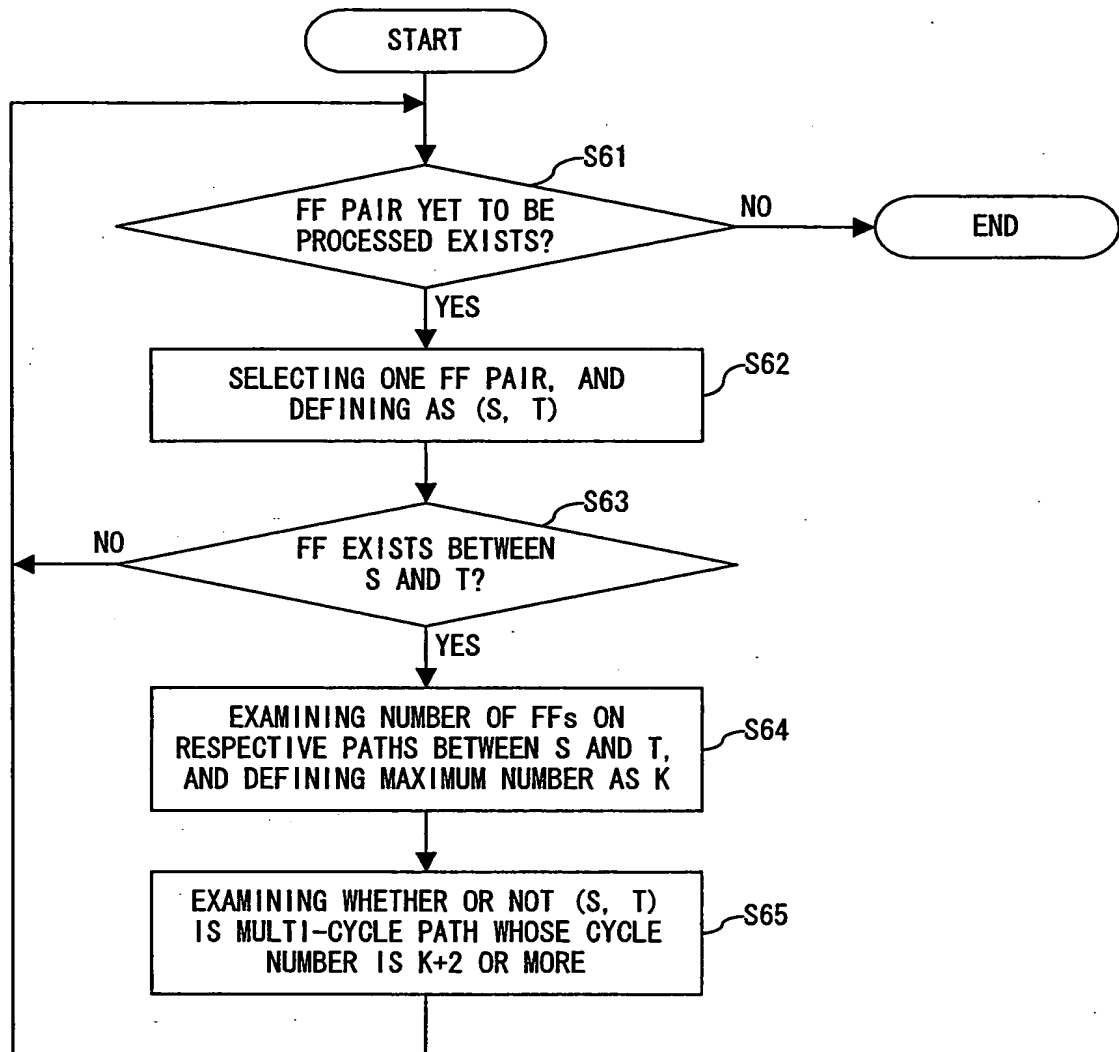 START
S61
FF PAIR YET TO BE
PROCESSED EXISTS?
NO
END
YES
S62
SELECTING ONE FF PAIR, AND
DEFINING AS (S, T)
S63
NO
FF EXISTS BETWEEN
S AND T?
YES
EXAMINING NUMBER OF FFs ON
RESPECTIVE PATHS BETWEEN S AND T,
AND DEFINING MAXIMUM NUMBER AS K
S64
EXAMINING WHETHER OR NOT (S, T)
IS MULTI-CYCLE PATH WHOSE CYCLE
NUMBER IS K+2 OR MORE
S65